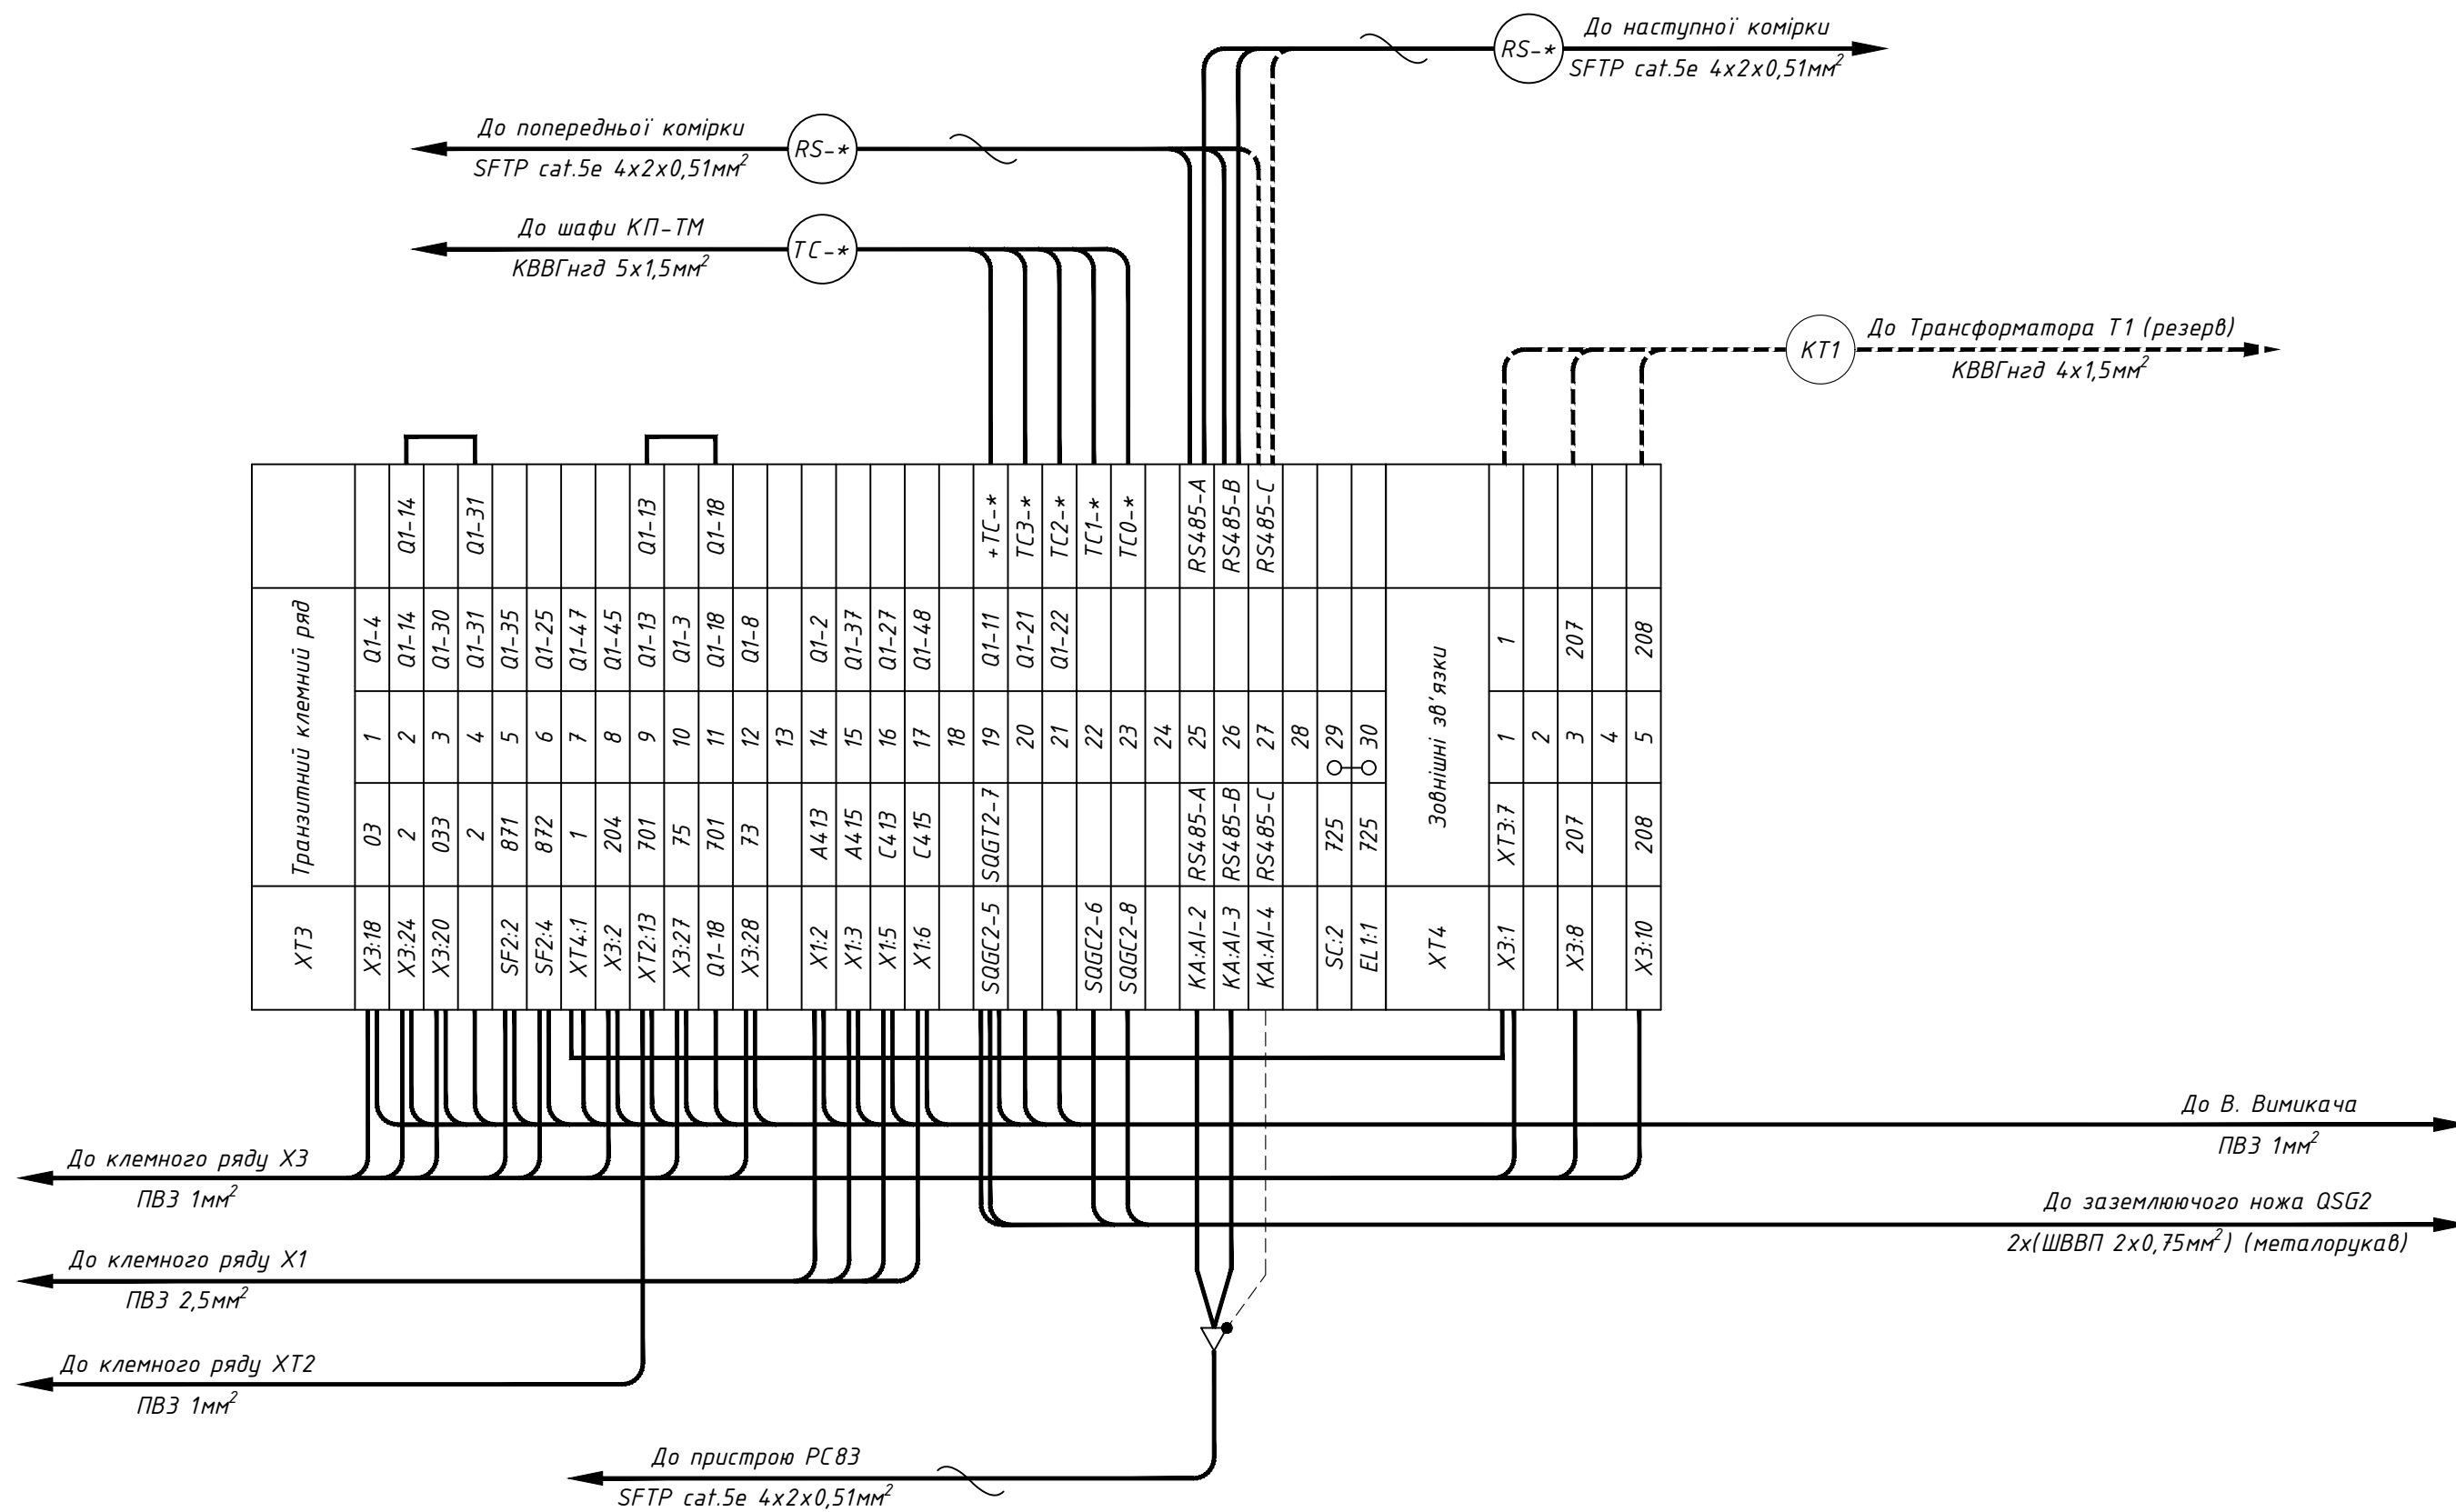 До наступної комірки
RS-*
SFTP cat.5e 4x2x0,51мм²
До попередньої комірки
RS-*
SFTP cat.5e 4x2x0,51мм²
До шафи КП-ТМ
ТС-*
КВВГнгд 5x1,5мм²
До Трансформатора Т1 (резерв)
КТ1
КВВГнгд 4x1,5мм²
Q1-14 Q1-31 Q1-13 Q1-18 +ТС-* ТС3-* ТС2-* ТС1-* ТС0-* RS485-A RS485-B RS485-C
Транзитний клемний ряд
Q1-4 Q1-14 Q1-30 Q1-31 Q1-35 Q1-25 Q1-47 Q1-45 Q1-13 Q1-3 Q1-18 Q1-8 Q1-2 Q1-37 Q1-27 Q1-48 Q1-11 Q1-21 Q1-22
1 2 3 4 5 6 7 8 9 10 11 12 13 14 15 16 17 18 19 20 21 22 23 24 25 26 27 28 29 30
03 2 033 2 871 872 1 204 701 75 701 73 A413 A415 C413 C415 SQGT2-7 RS485-A RS485-B RS485-C 725 725
XT3
X3:18 X3:24 X3:20 SF2:2 SF2:4 XT4:1 X3:2 XT2:13 X3:27 Q1-18 X3:28 X1:2 X1:3 X1:5 X1:6 SQGC2-5 SQGC2-6 SQGC2-8 KA:AI-2 KA:AI-3 KA:AI-4 SC:2 EL1:1
Зовнішні зв'язки
1 207 208
1 2 3 4 5
XT3:7 207 208
XT4
X3:1 X3:8 X3:10
До В. Вимикача
ПВ3 1мм²
До клемного ряду X3
ПВ3 1мм²
До заземлюючого ножа QSG2
2x(ШВВП 2x0,75мм²) (металорукав)
До клемного ряду X1
ПВ3 2,5мм²
До клемного ряду XT2
ПВ3 1мм²
До пристрою РС83
SFTP cat.5e 4x2x0,51мм²